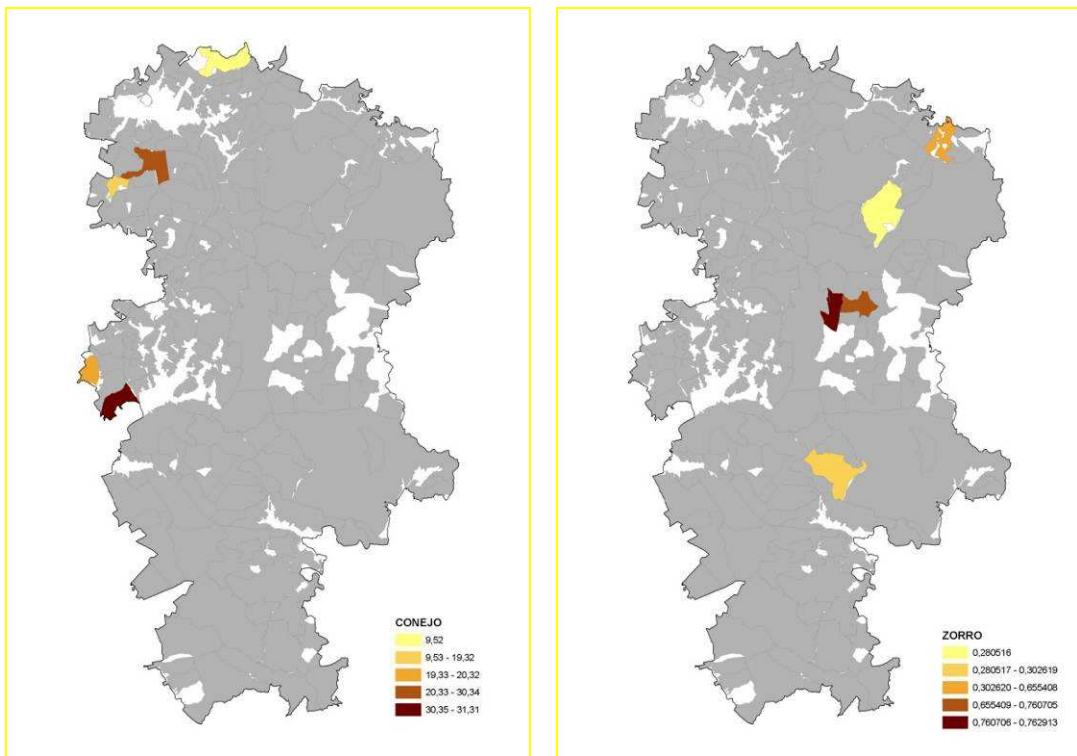 CONEJO
9,52
9,53 - 19,32
19,33 - 20,32
20,33 - 30,34
30,35 - 31,31
ZORRO
0,280516
0,280517 - 0,302619
0,302620 - 0,655408
0,655409 - 0,760705
0,760706 - 0,762913